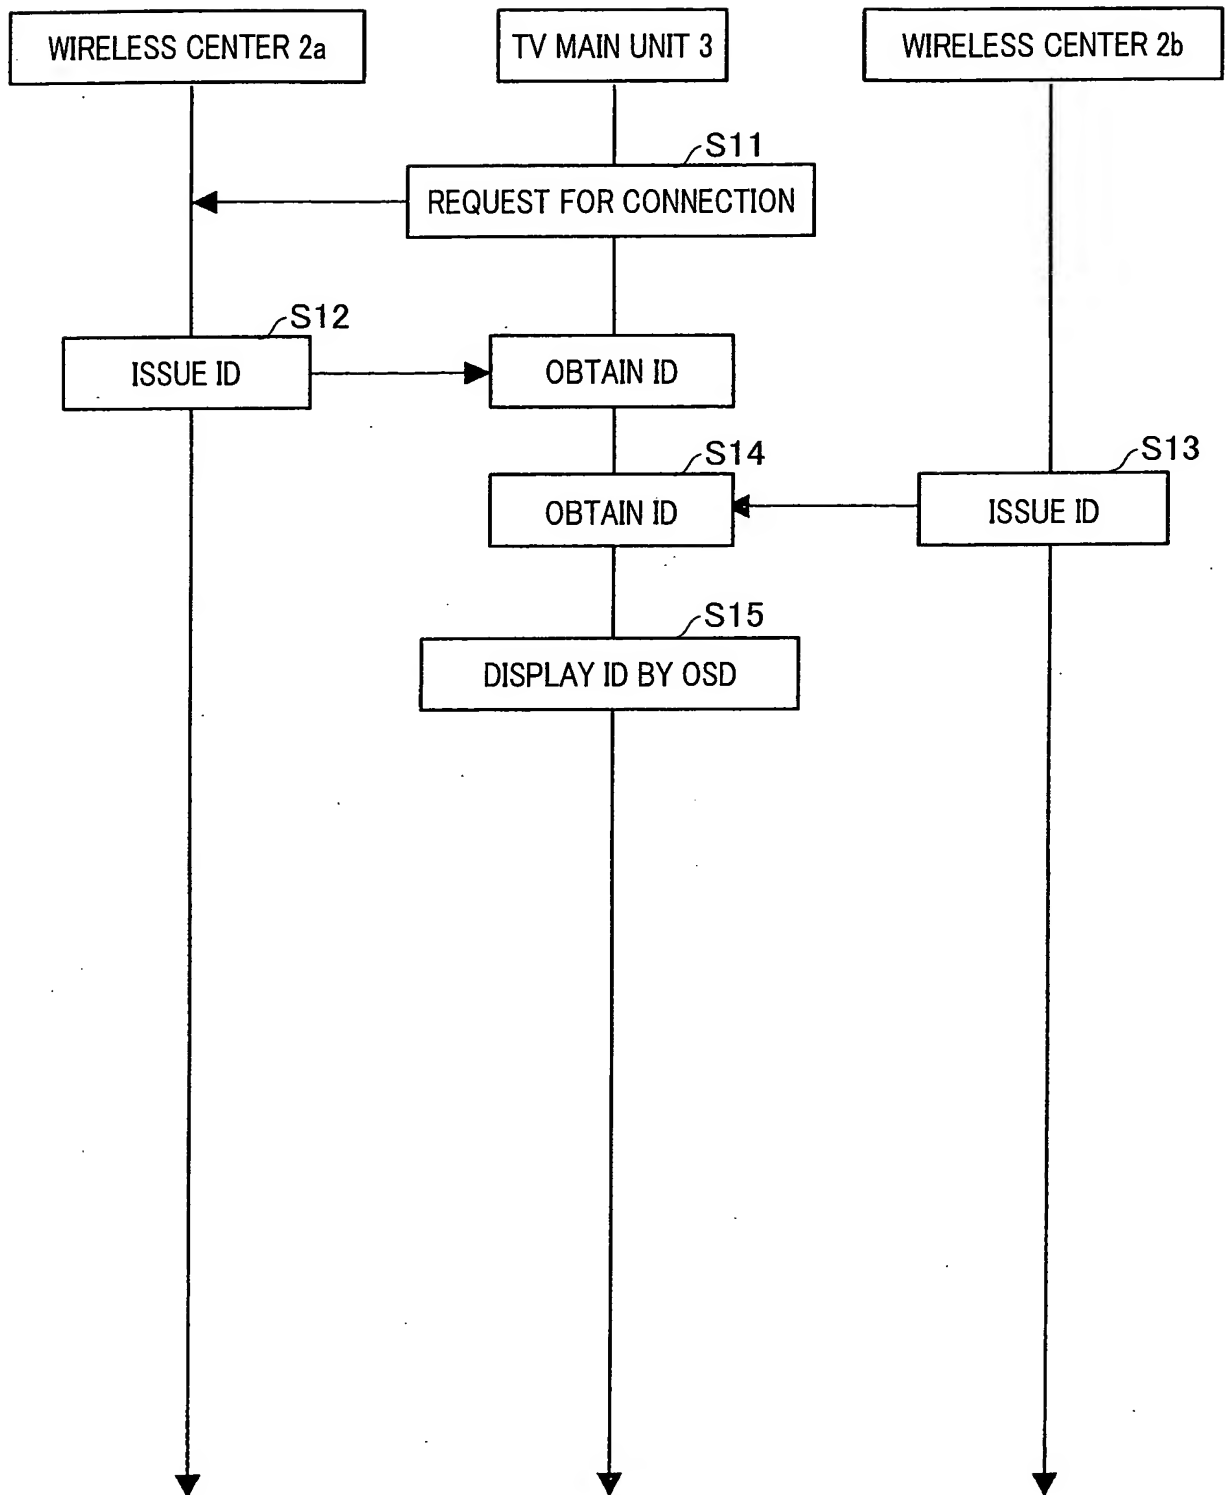 WIRELESS CENTER 2a
TV MAIN UNIT 3
WIRELESS CENTER 2b
S11
REQUEST FOR CONNECTION
S12
ISSUE ID
OBTAIN ID
S14
OBTAIN ID
S13
ISSUE ID
S15
DISPLAY ID BY OSD